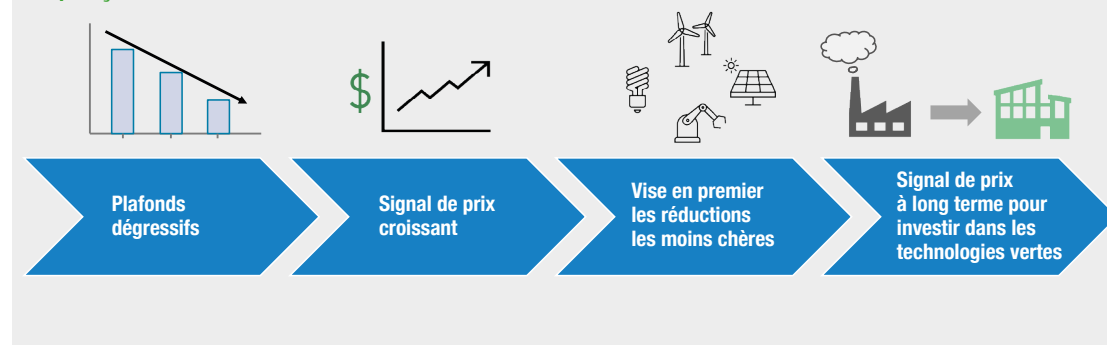 $
Plafonds
dégressifs
Signal de prix
croissant
Vise en premier
les réductions
les moins chères
Signal de prix
à long terme pour
investir dans les
technologies vertes